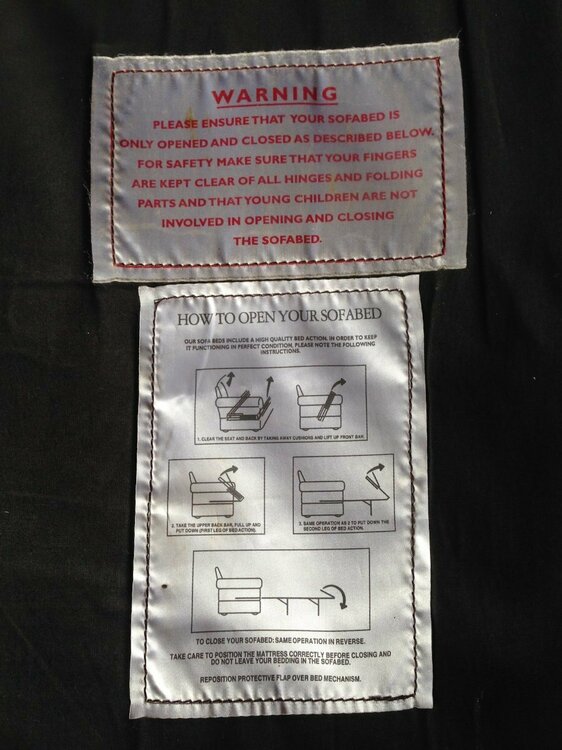 WARNING
PLEASE ENSURE THAT YOUR SOFABED IS
ONLY OPENED AND CLOSED AS DESCRIBED BELOW.
FOR SAFETY MAKE SURE THAT YOUR FINGERS
ARE KEPT CLEAR OF ALL HINGES AND FOLDING
PARTS AND THAT YOUNG CHILDREN ARE NOT
INVOLVED IN OPENING AND CLOSING
THE SOFABED.
HOW TO OPEN YOUR SOFABED
OUR SOFA BEDS INCLUDE A HIGH QUALITY BED ACTION. IN ORDER TO KEEP
IT FUNCTIONING IN PERFECT CONDITION, PLEASE NOTE THE FOLLOWING
INSTRUCTIONS.
1. CLEAR THE SEAT AND BACK BY TAKING AWAY CUSHIONS AND LIFT UP FRONT BAR.
2. TAKE THE UPPER BACK BAR, PULL UP AND
PUT DOWN (FIRST LEG OF BED ACTION).
3. SAME OPERATION AS 2 TO PUT DOWN THE
SECOND LEG OF BED ACTION.
TO CLOSE YOUR SOFABED: SAME OPERATION IN REVERSE.
TAKE CARE TO POSITION THE MATTRESS CORRECTLY BEFORE CLOSING AND
DO NOT LEAVE YOUR BEDDING IN THE SOFABED.
REPOSITION PROTECTIVE FLAP OVER BED MECHANISM.